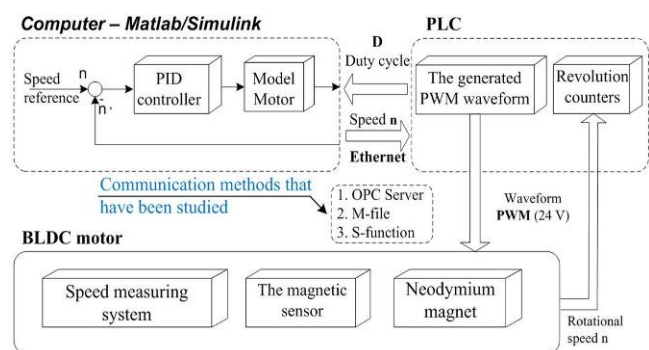 Computer – Matlab/Simulink
PLC
D
Duty cycle
n
Speed
reference
n
PID
controller
Model
Motor
The generated
PWM waveform
Revolution
counters
Speed n
Ethernet
Communication methods that
have been studied
1. OPC Server
2. M-file
3. S-function
Waveform
PWM (24 V)
BLDC motor
Speed measuring
system
The magnetic
sensor
Neodymium
magnet
Rotational
speed n